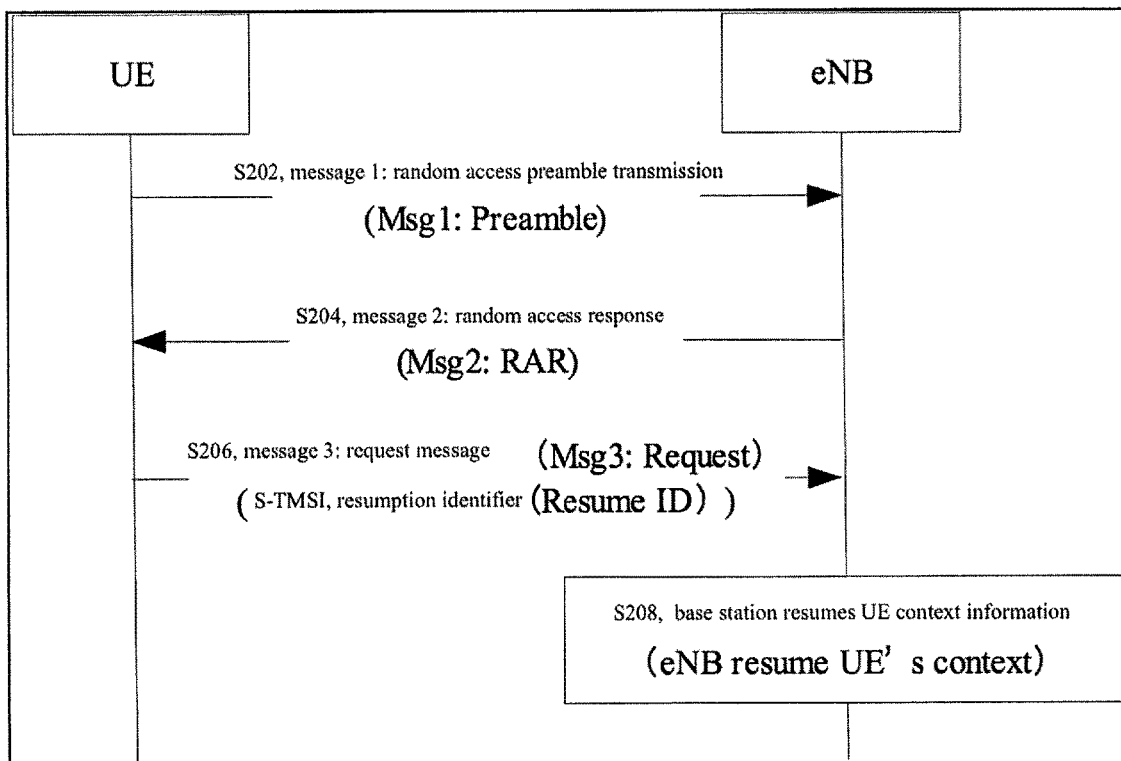 UE
eNB
S202, message 1: random access preamble transmission
(Msg1: Preamble)
S204, message 2: random access response
(Msg2: RAR)
S206, message 3: request message (Msg3: Request)
( S-TMSI, resumption identifier (Resume ID) )
S208, base station resumes UE context information
(eNB resume UE' s context)